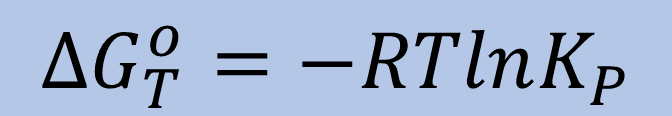 ΔG_T^o = −RTlnK_P